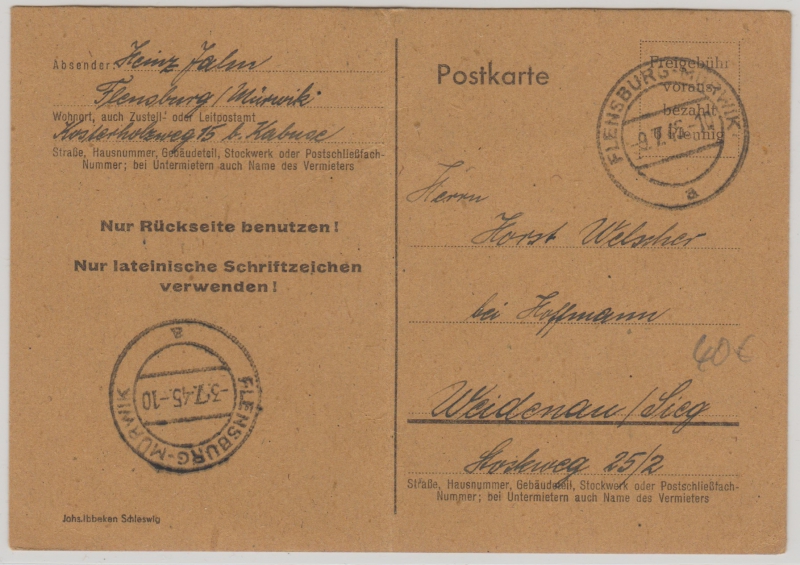 Absender: Heinz Jalm
Flensburg/Mürwik
Wohnort, auch Zustell- oder Leitpostamt
Kosterholzweg 15 b. Kabuse
Straße, Hausnummer, Gebäudeteil, Stockwerk oder Postschließfach-
Nummer; bei Untermietern auch Name des Vermieters
Nur Rückseite benutzen!
Nur lateinische Schriftzeichen
verwenden!
FLENSBURG-MÜRWIK
a
-3.7.45.-10
Johs.Ibbeken Schleswig
Postkarte
Freigebühr
voraus
bezahlt
Pfennig
FLENSBURG-MÜRWIK
a
Herrn
Horst Welscher
bei Hoffmann
40€
Weidenau/Sieg
25/2
Straße, Hausnummer, Gebäudeteil, Stockwerk oder Postschließfach-
Nummer; bei Untermietern auch Name des Vermieters